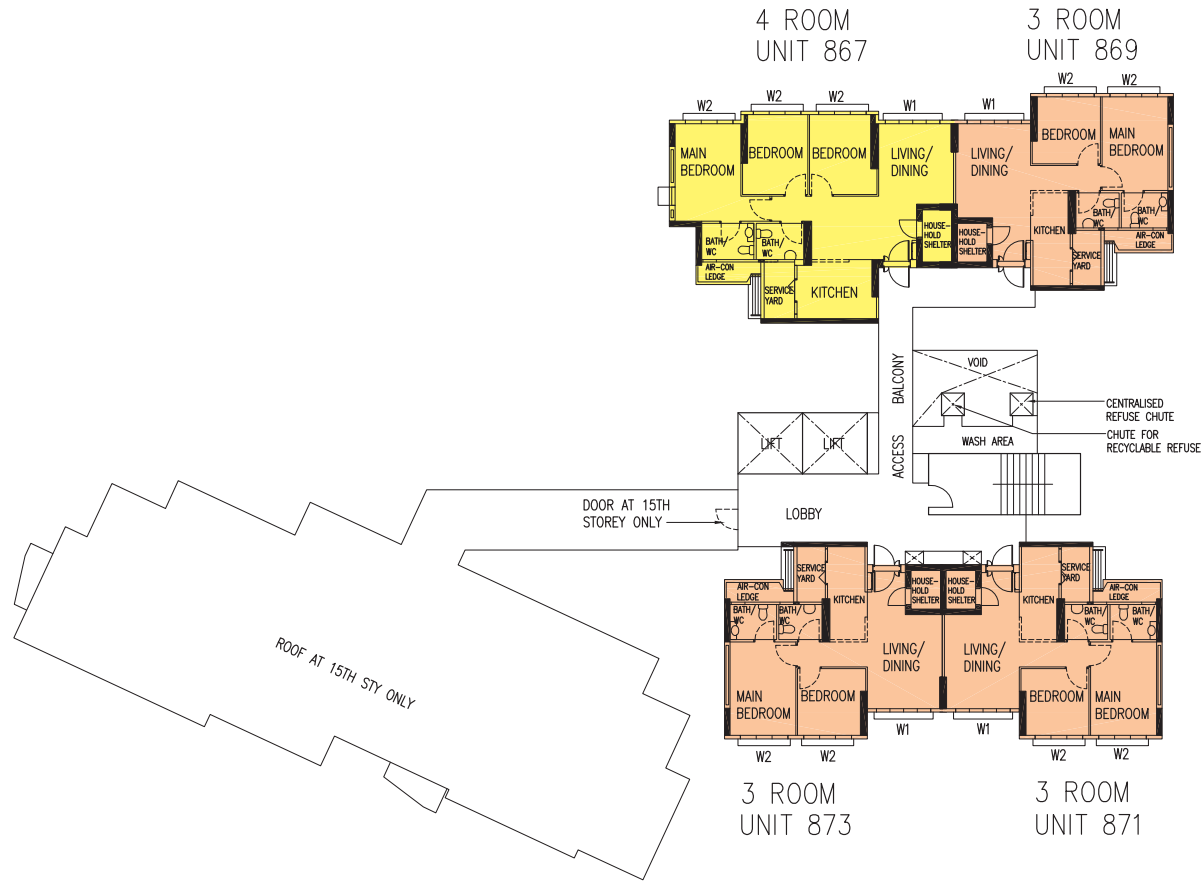 4 ROOM
UNIT 867
3 ROOM
UNIT 869
W2
W2
W2
W1
W1
W2
W2
MAIN
BEDROOM
BEDROOM
BEDROOM
LIVING/
DINING
LIVING/
DINING
BEDROOM
MAIN
BEDROOM
HOUSE-
HOLD
SHELTER
HOUSE-
HOLD
SHELTER
BATH/
WC
BATH/
WC
BATH/
WC
BATH/
WC
AIR-CON
LEDGE
SERVICE
YARD
KITCHEN
KITCHEN
SERVICE
YARD
AIR-CON
LEDGE
ACCESS BALCONY
VOID
CENTRALISED
REFUSE CHUTE
CHUTE FOR
RECYCLABLE REFUSE
WASH AREA
LIFT
LIFT
DOOR AT 15TH
STOREY ONLY
LOBBY
ROOF AT 15TH STY ONLY
AIR-CON
LEDGE
SERVICE
YARD
KITCHEN
HOUSE-
HOLD
SHELTER
HOUSE-
HOLD
SHELTER
KITCHEN
SERVICE
YARD
AIR-CON
LEDGE
BATH/
WC
BATH/
WC
BATH/
WC
BATH/
WC
LIVING/
DINING
LIVING/
DINING
MAIN
BEDROOM
BEDROOM
BEDROOM
MAIN
BEDROOM
W2
W2
W1
W1
W2
W2
3 ROOM
UNIT 873
3 ROOM
UNIT 871